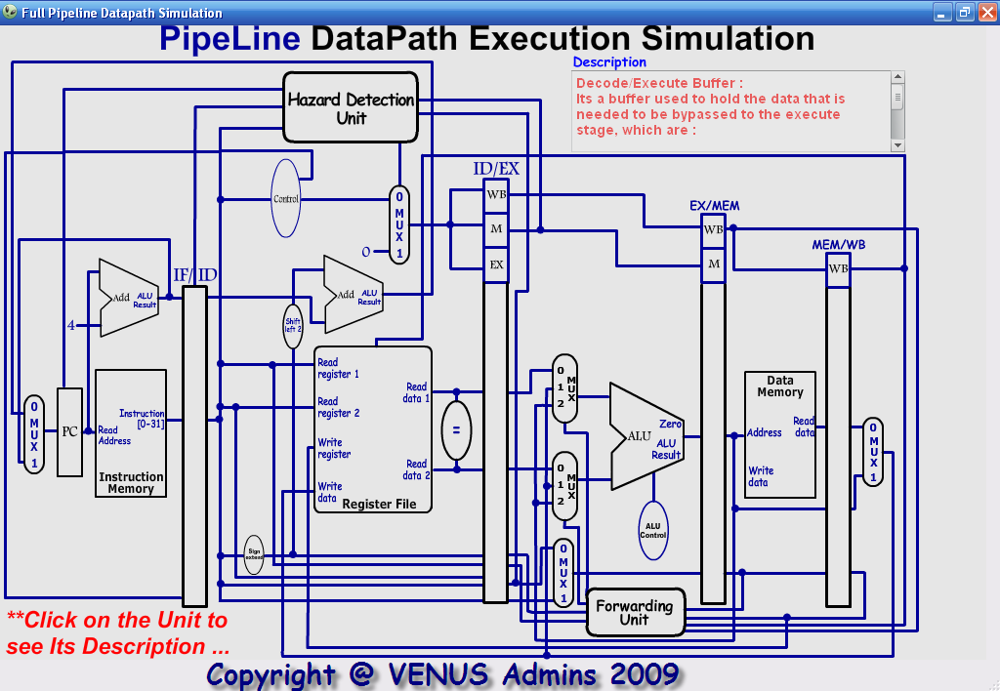 Full Pipeline Datapath Simulation
PipeLine DataPath Execution Simulation
Description
Decode/Execute Buffer :
Its a buffer used to hold the data that is
needed to be bypassed to the execute
stage, which are :
Hazard Detection
Unit
Control
0
M
U
X
1
0
ID/EX
WB
M
EX
EX/MEM
WB
M
MEM/WB
WB
IF/ID
Add
ALU
Result
4
Add
ALU
Result
Shift
left 2
0
M
U
X
1
PC
Read
Address
Instruction
[0-31]
Instruction
Memory
Read
register 1
Read
register 2
Write
register
Write
data
Read
data 1
Read
data 2
Register File
=
Sign
extend
0
1
2
MUX
0
1
2
MUX
0
M
U
X
1
ALU
Zero
ALU
Result
ALU
Control
Data
Memory
Address
Read
data
Write
data
0
M
U
X
1
Forwarding
Unit
**Click on the Unit to
see Its Description ...
Copyright @ VENUS Admins 2009